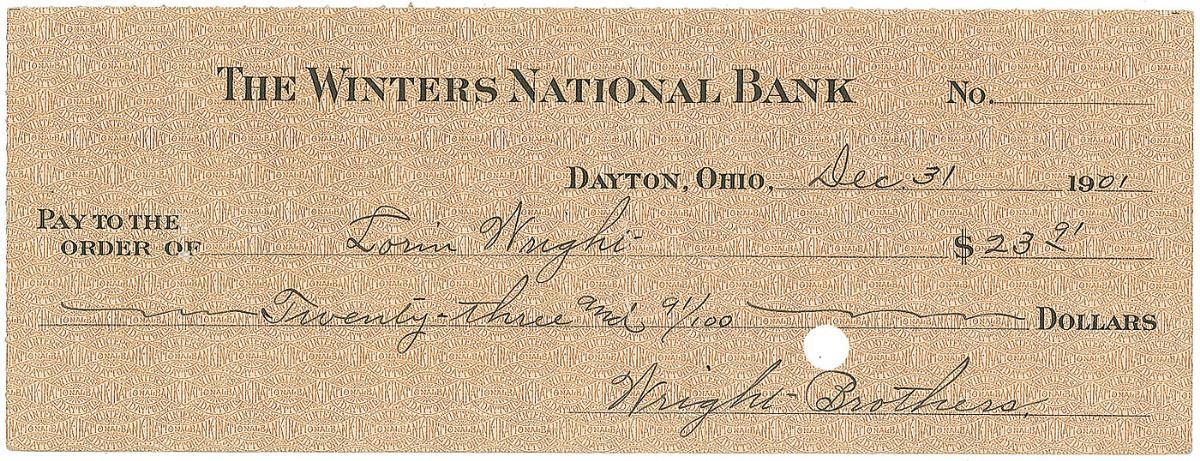 THE WINTERS NATIONAL BANK No.
DAYTON, OHIO, Dec. 31 1901
PAY TO THE
ORDER OF Lorin Wright $ 23 91
Twenty-three and 91/100 DOLLARS
Wright Brothers.